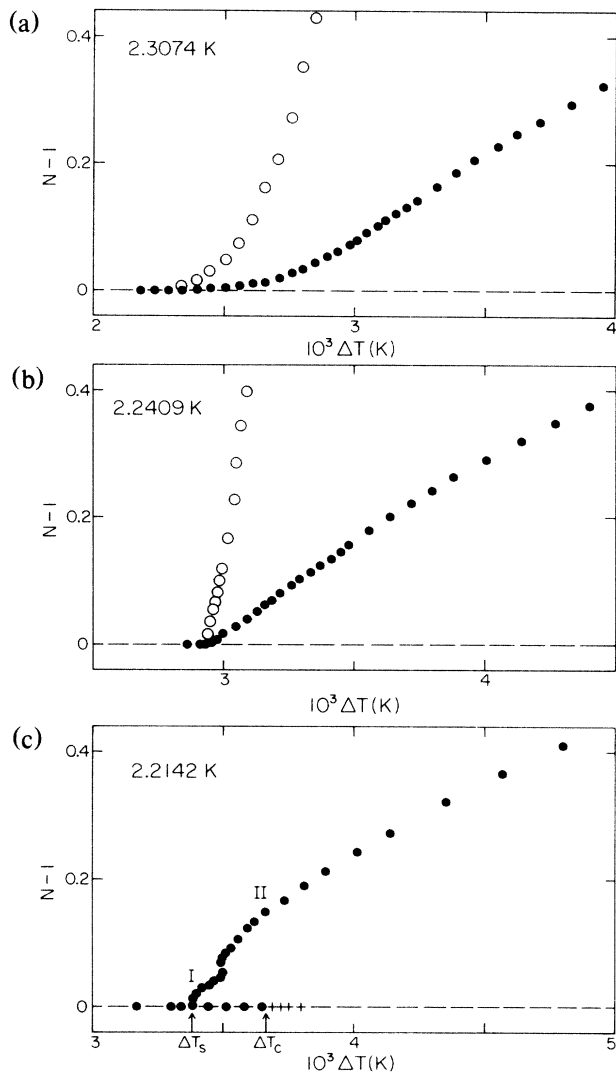 (a)
2.3074 K
0.4
0.2
0
N – I
2
3
4
10³ ΔT (K)
(b)
2.2409 K
0.4
0.2
0
N – I
3
4
10³ ΔT (K)
(c)
2.2142 K
0.4
0.2
0
N – I
II
I
3
4
5
ΔTs
ΔTc
10³ ΔT (K)